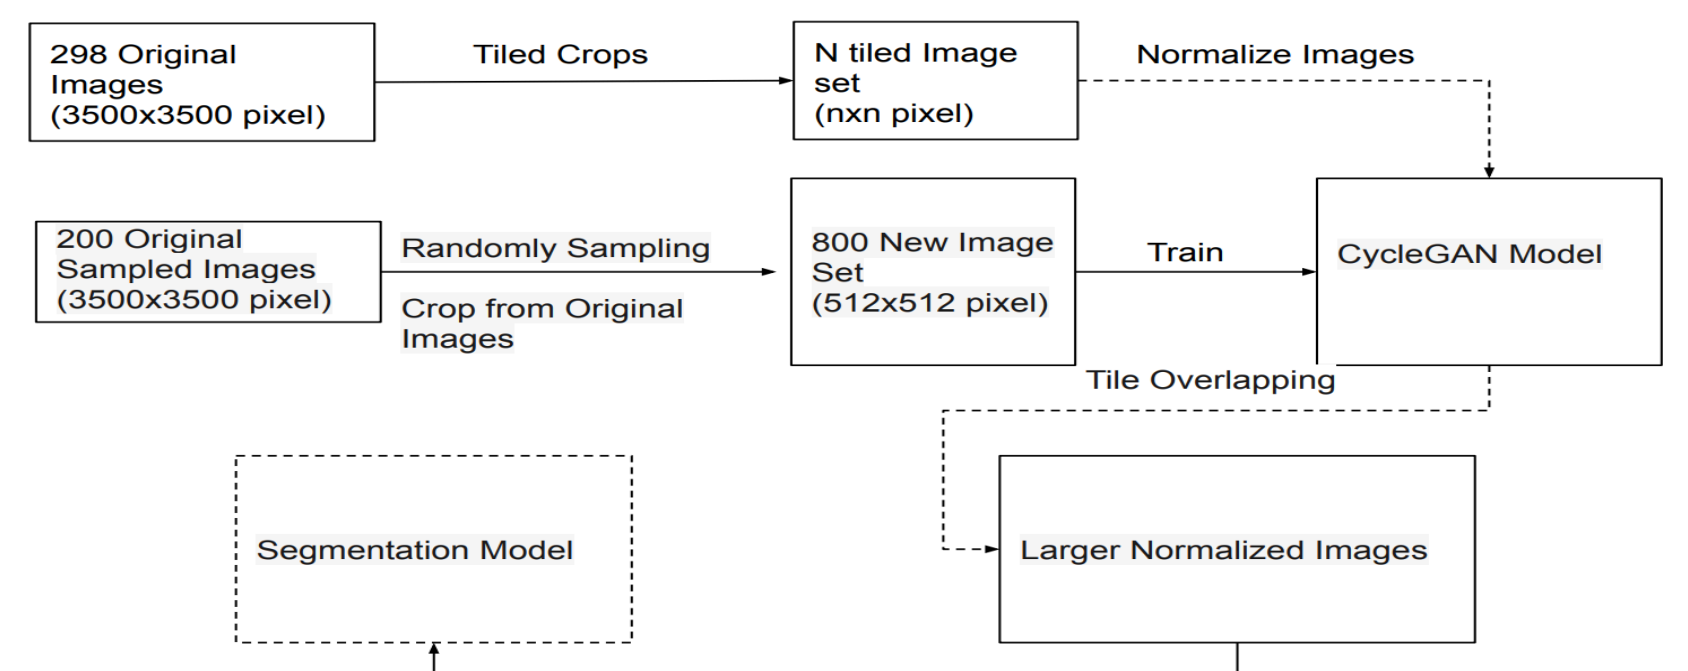 298 Original
Images
(3500x3500 pixel)
Tiled Crops
N tiled Image
set
(nxn pixel)
Normalize Images
200 Original
Sampled Images
(3500x3500 pixel)
Randomly Sampling
Crop from Original
Images
800 New Image
Set
(512x512 pixel)
Train
CycleGAN Model
Tile Overlapping
Segmentation Model
Larger Normalized Images